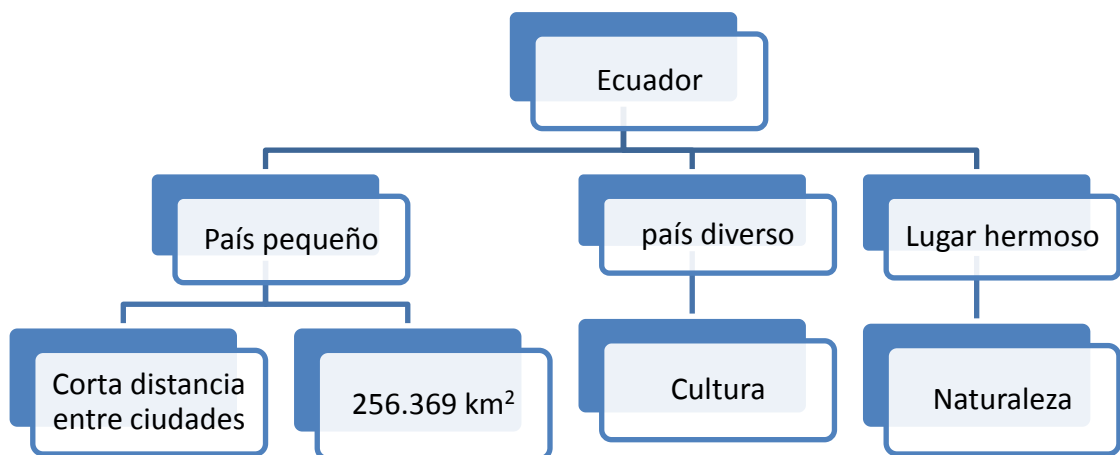 Ecuador
País pequeño
país diverso
Lugar hermoso
Corta distancia
entre ciudades
256.369 km²
Cultura
Naturaleza